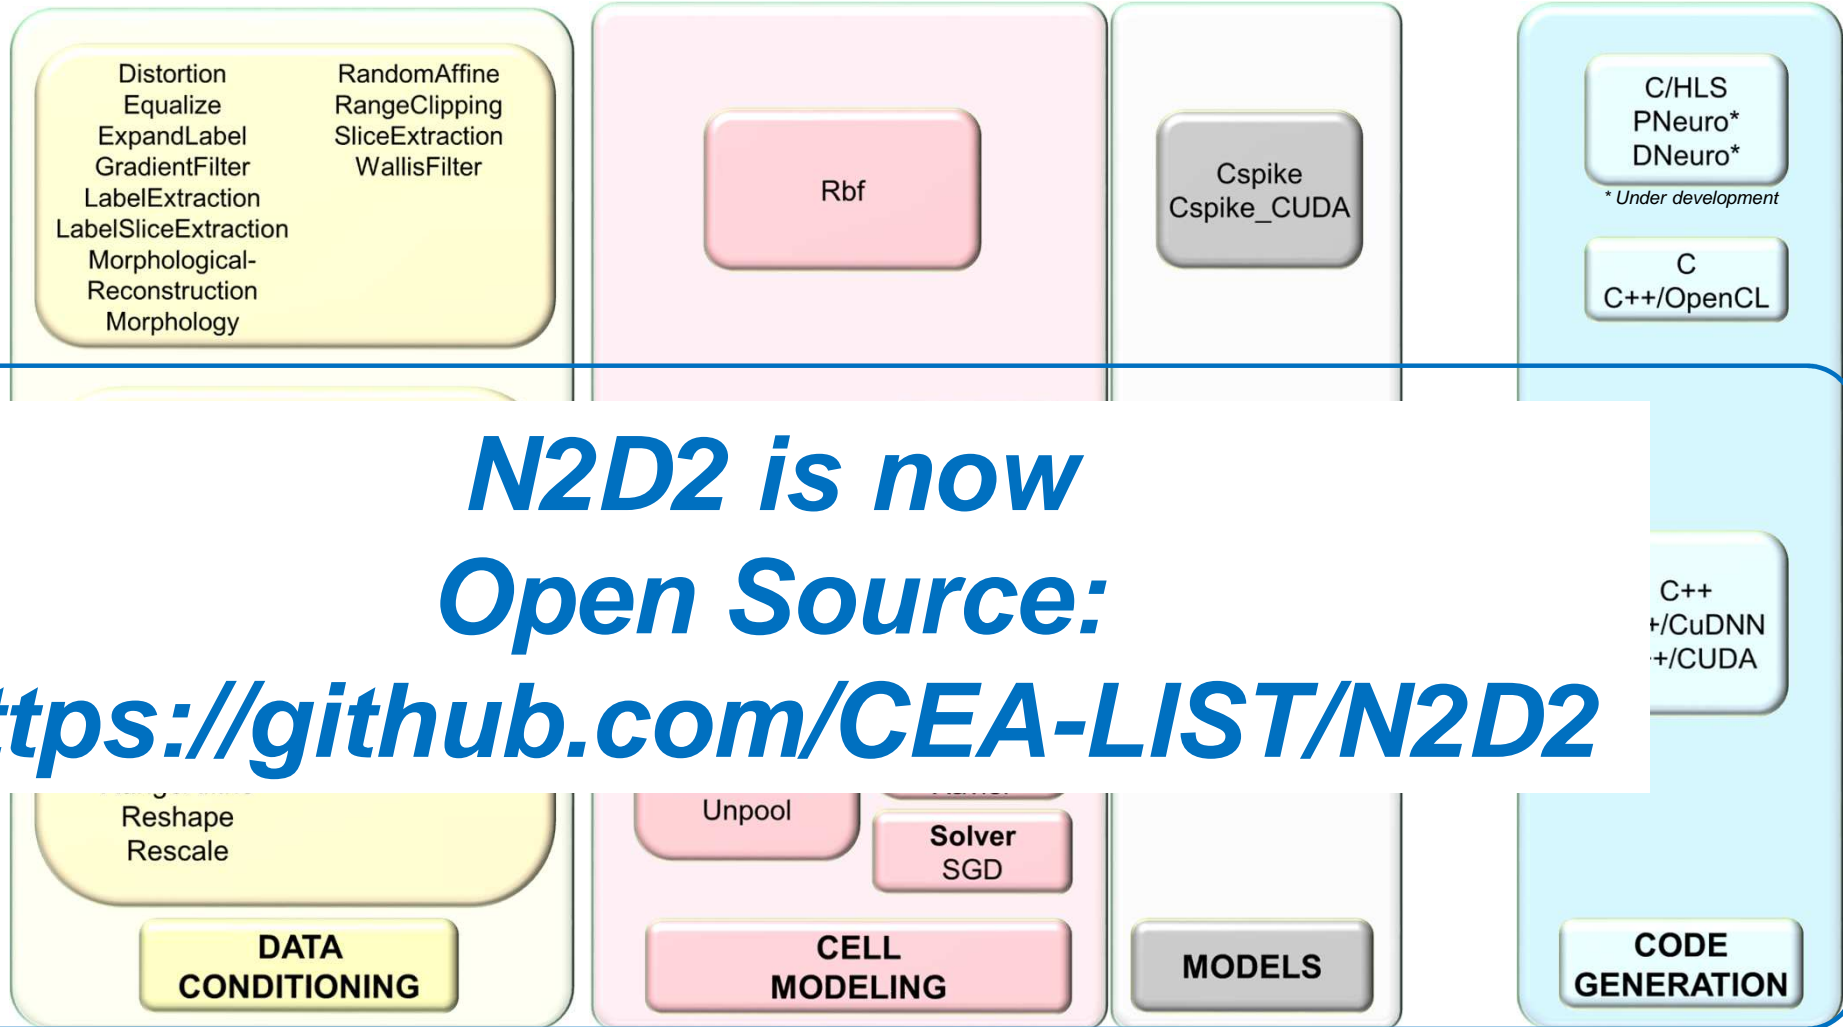 Distortion
Equalize
ExpandLabel
GradientFilter
LabelExtraction
LabelSliceExtraction
Morphological-
Reconstruction
Morphology
RandomAffine
RangeClipping
SliceExtraction
WallisFilter
Rbf
Cspike
Cspike_CUDA
C/HLS
PNeuro*
DNeuro*
* Under development
C
C++/OpenCL
N2D2 is now
Open Source:
ttps://github.com/CEA-LIST/N2D2
C++
+/CuDNN
+/CUDA
Reshape
Rescale
Unpool
Solver
SGD
DATA
CONDITIONING
CELL
MODELING
MODELS
CODE
GENERATION